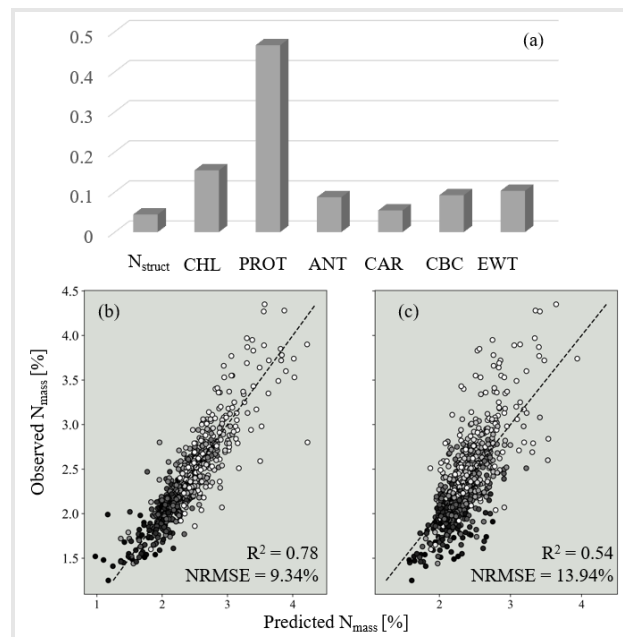 0.5
(a)
0.4
0.3
0.2
0.1
0
Nstruct CHL PROT ANT CAR CBC EWT
4.5
(b)
(c)
4.0
3.5
3.0
2.5
2.0
1.5
Observed Nmass [%]
R² = 0.78
NRMSE = 9.34%
R² = 0.54
NRMSE = 13.94%
1 2 3 4
2 3 4
Predicted Nmass [%]